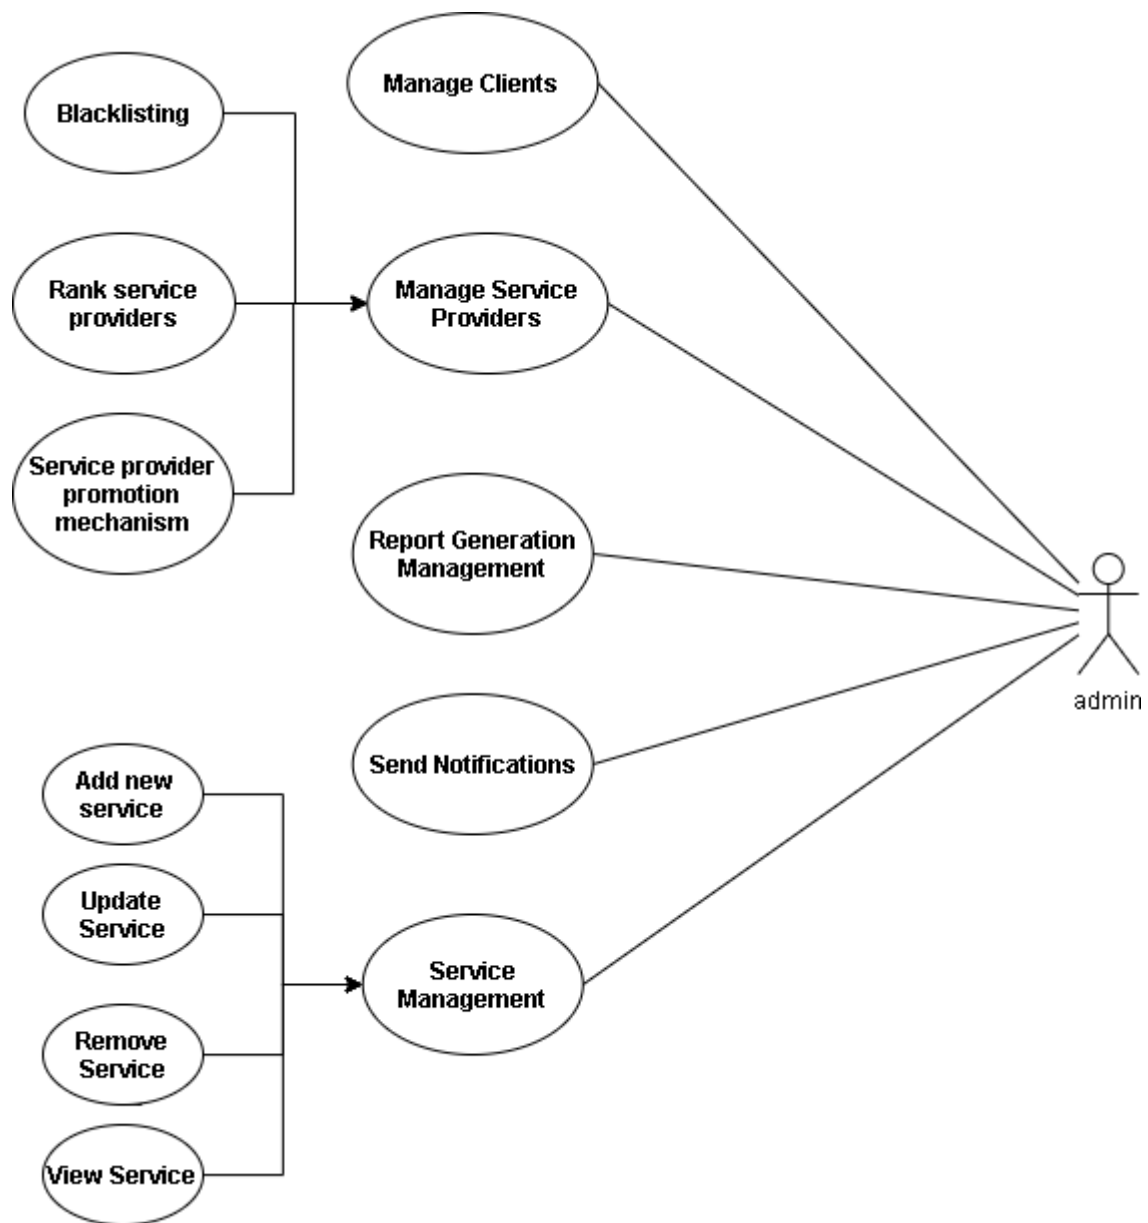 Manage Clients
Blacklisting
Rank service
providers
Manage Service
Providers
Service provider
promotion
mechanism
Report Generation
Management
admin
Send Notifications
Add new
service
Update
Service
Service
Management
Remove
Service
View Service